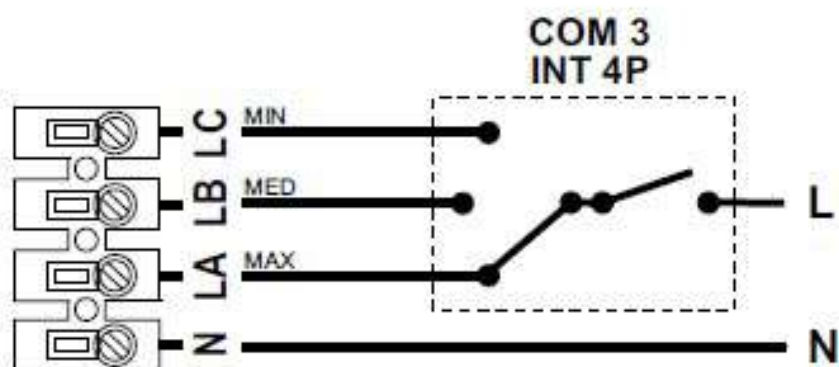 COM 3
INT 4P
LC MIN
LB MED
L
LA MAX
N N